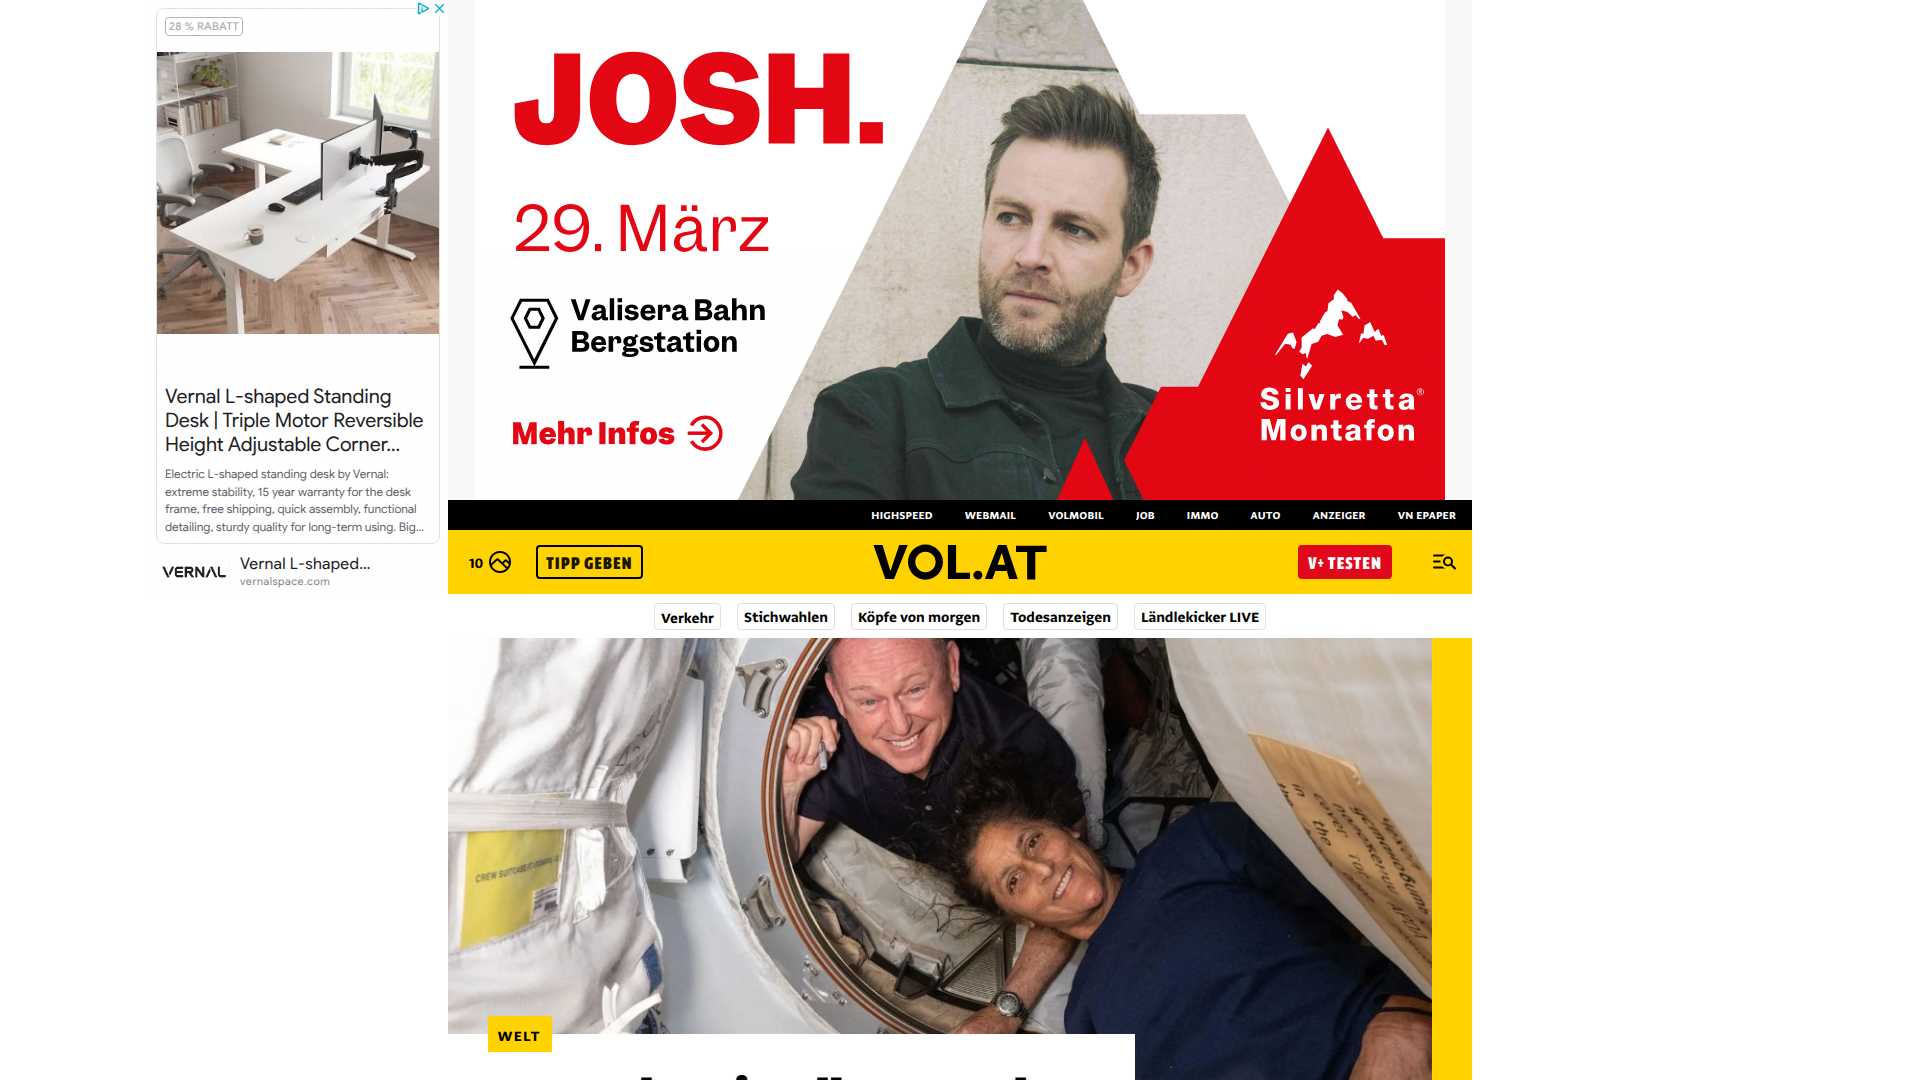 28 % RABATT
Vernal L-shaped Standing
Desk | Triple Motor Reversible
Height Adjustable Corner...
Electric L-shaped standing desk by Vernal:
extreme stability, 15 year warranty for the desk
frame, free shipping, quick assembly, functional
detailing, sturdy quality for long-term using. Big...
VERNAL
Vernal L-shaped...
vernalspace.com
JOSH.
29. März
Valisera Bahn
Bergstation
Mehr Infos
Silvretta®
Montafon
HIGHSPEED WEBMAIL VOLMOBIL JOB IMMO AUTO ANZEIGER VN EPAPER
10
TIPP GEBEN
VOL.AT
V+ TESTEN
Verkehr Stichwahlen Köpfe von morgen Todesanzeigen Ländlekicker LIVE
WELT